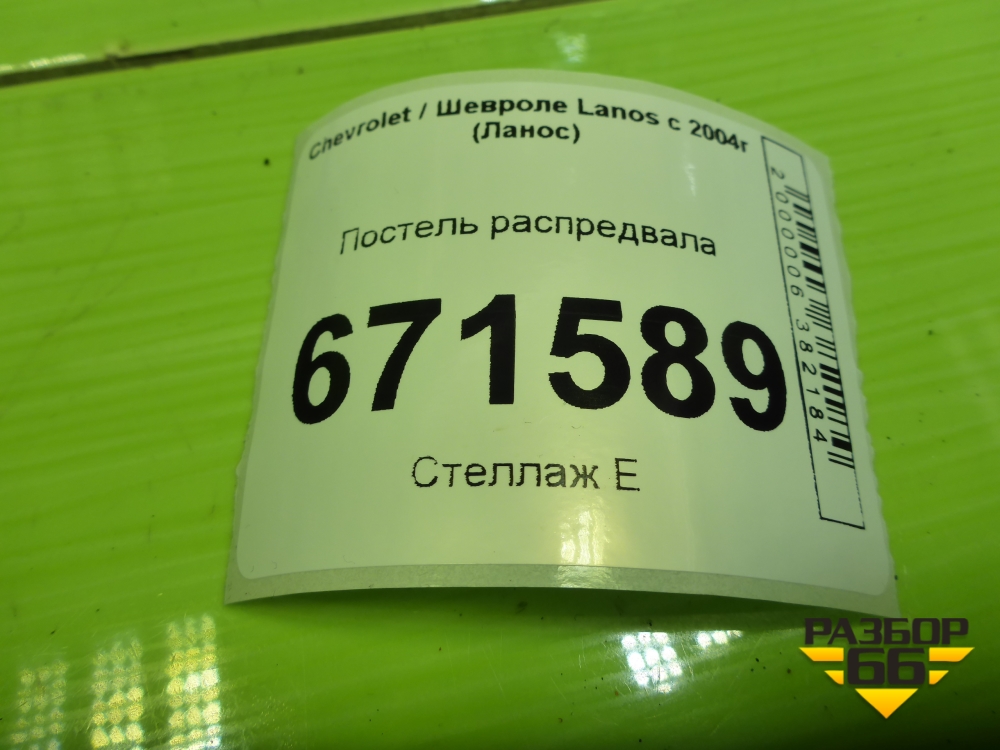 Chevrolet / Шевроле Lanos с 2004г
(Ланос)
Постель распредвала
671589
Стеллаж Е
2000006382184
РАЗБОР
66